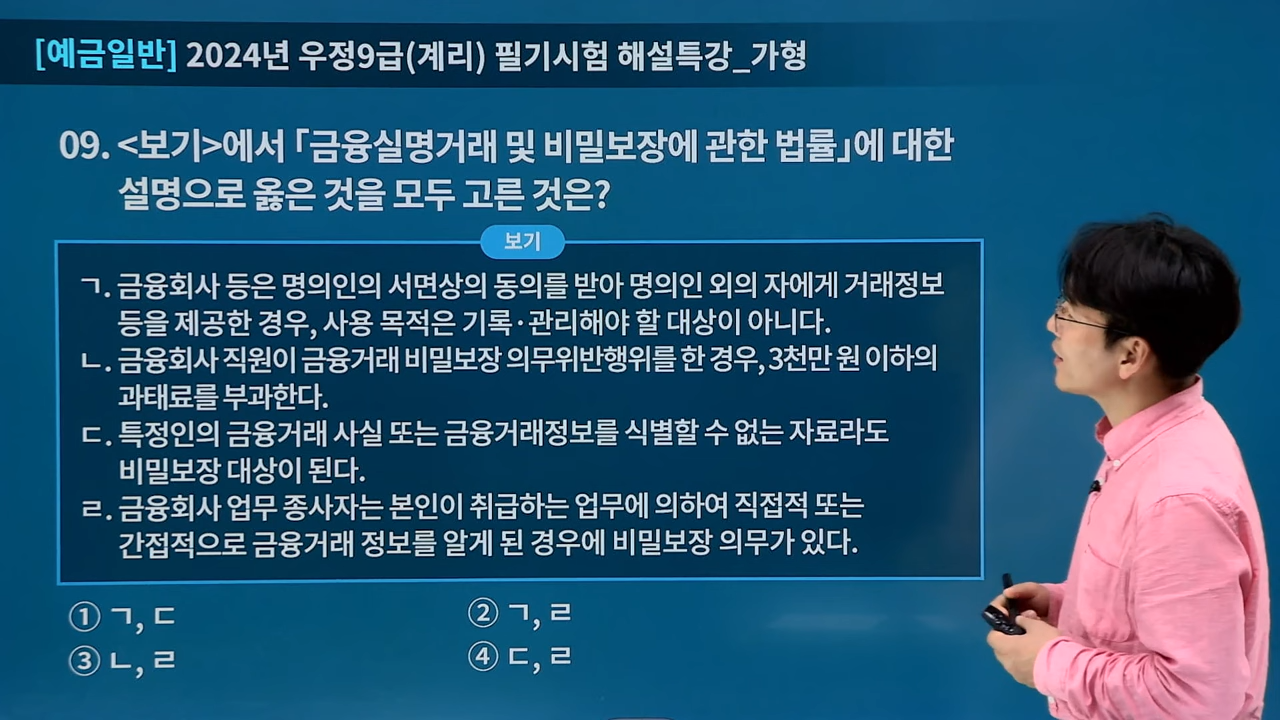 [예금일반] 2024년 우정9급(계리) 필기시험 해설특강_가형
09. <보기>에서 「금융실명거래 및 비밀보장에 관한 법률」에 대한
설명으로 옳은 것을 모두 고른 것은?
보기
ㄱ. 금융회사 등은 명의인의 서면상의 동의를 받아 명의인 외의 자에게 거래정보
등을 제공한 경우, 사용 목적은 기록·관리해야 할 대상이 아니다.
ㄴ. 금융회사 직원이 금융거래 비밀보장 의무위반행위를 한 경우, 3천만 원 이하의
과태료를 부과한다.
ㄷ. 특정인의 금융거래 사실 또는 금융거래정보를 식별할 수 없는 자료라도
비밀보장 대상이 된다.
ㄹ. 금융회사 업무 종사자는 본인이 취급하는 업무에 의하여 직접적 또는
간접적으로 금융거래 정보를 알게 된 경우에 비밀보장 의무가 있다.
① ㄱ, ㄷ
② ㄱ, ㄹ
③ ㄴ, ㄹ
④ ㄷ, ㄹ